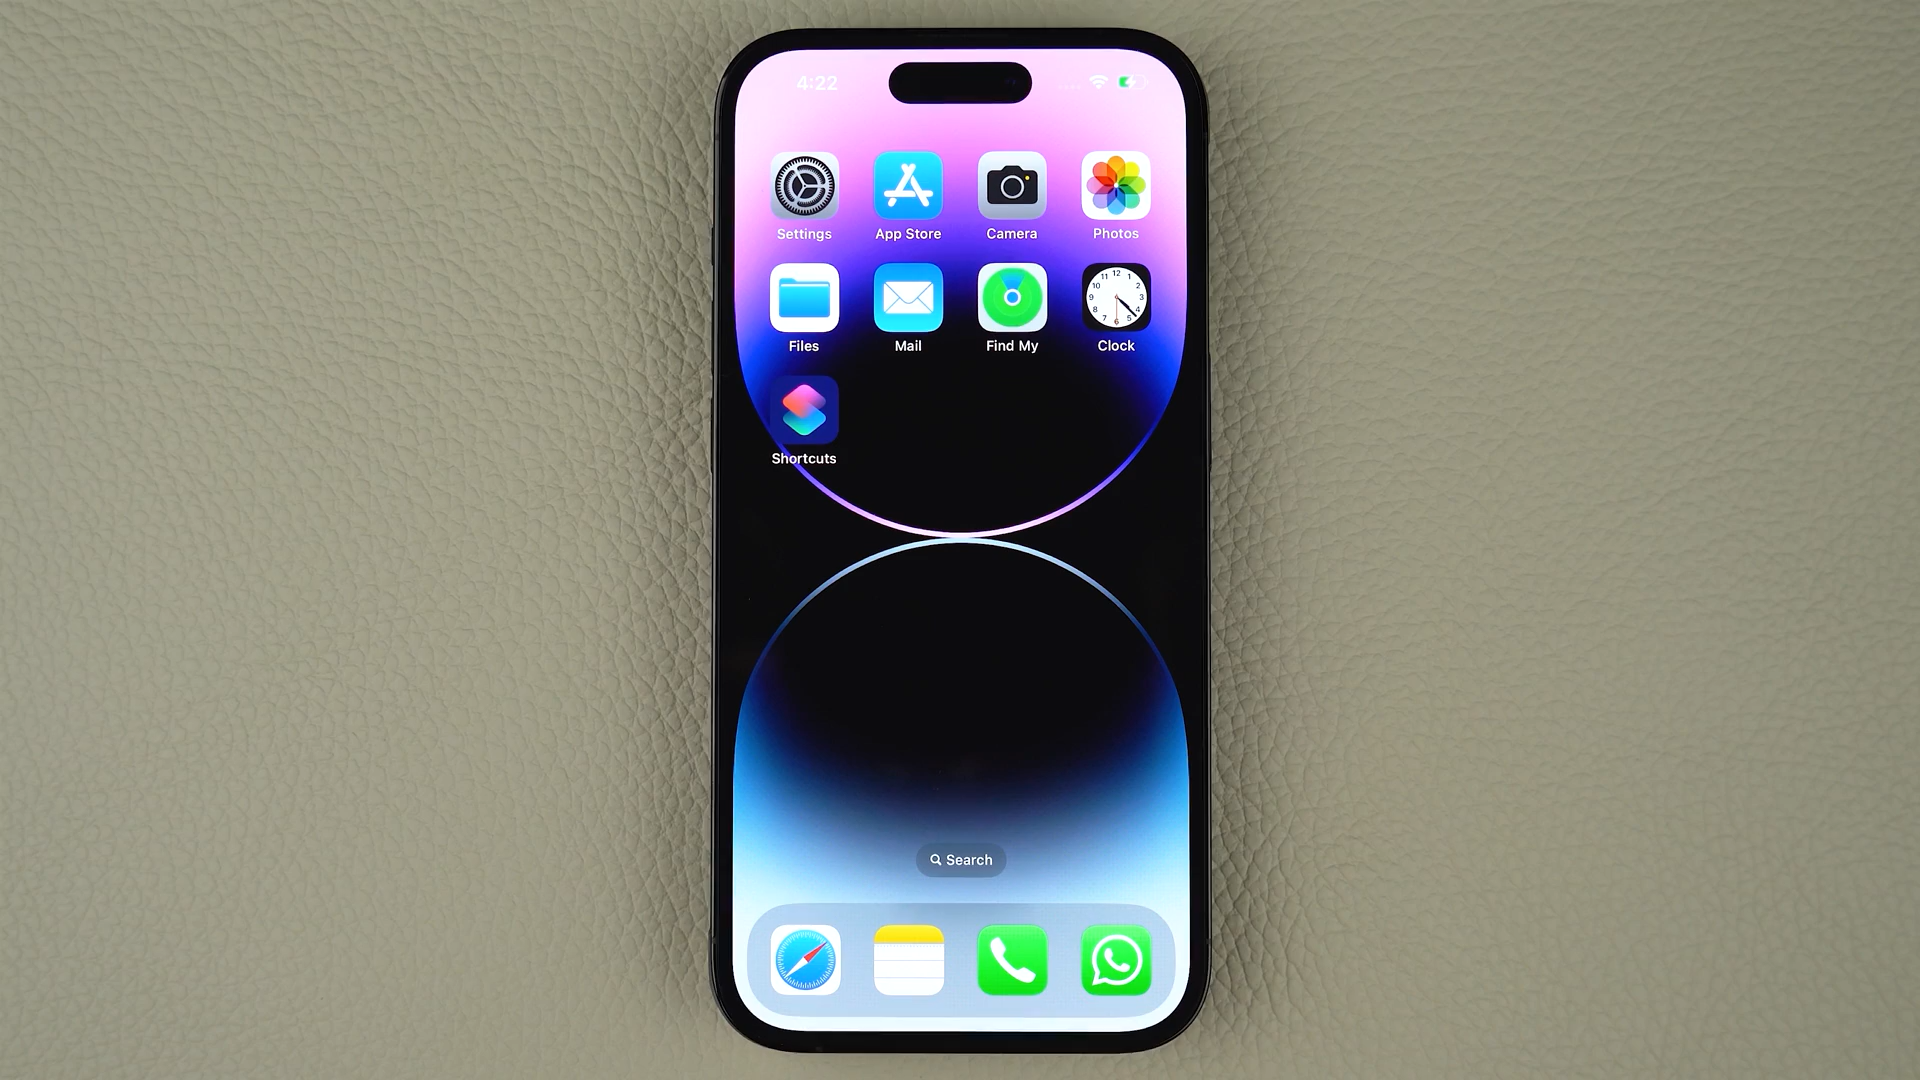 4:22
Settings App Store Camera Photos
Files Mail Find My Clock
Shortcuts
Search